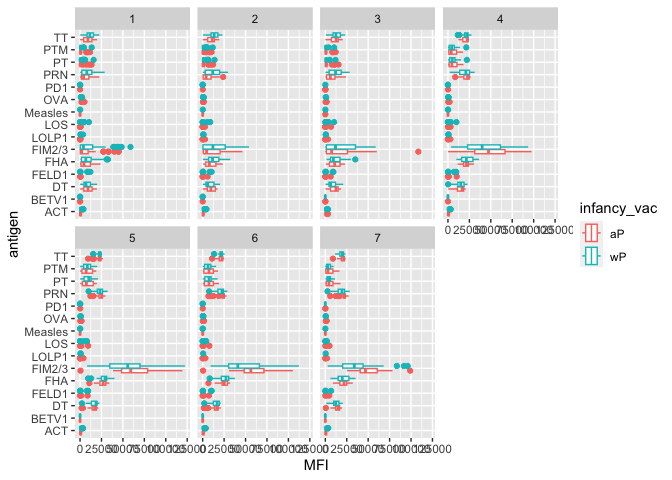 1 2 3 4
TT
PTM
PT
PRN
PD1
OVA
Measles
LOS
LOLP1
FIM2/3
FHA
FELD1
DT
BETV1
ACT
0 25000 50000 75000 100000 125000
antigen
infancy_vac
aP
wP
5 6 7
TT
PTM
PT
PRN
PD1
OVA
Measles
LOS
LOLP1
FIM2/3
FHA
FELD1
DT
BETV1
ACT
0 25000 50000 75000 100000 125000 0 25000 50000 75000 100000 125000 0 25000 50000 75000 100000 125000
MFI